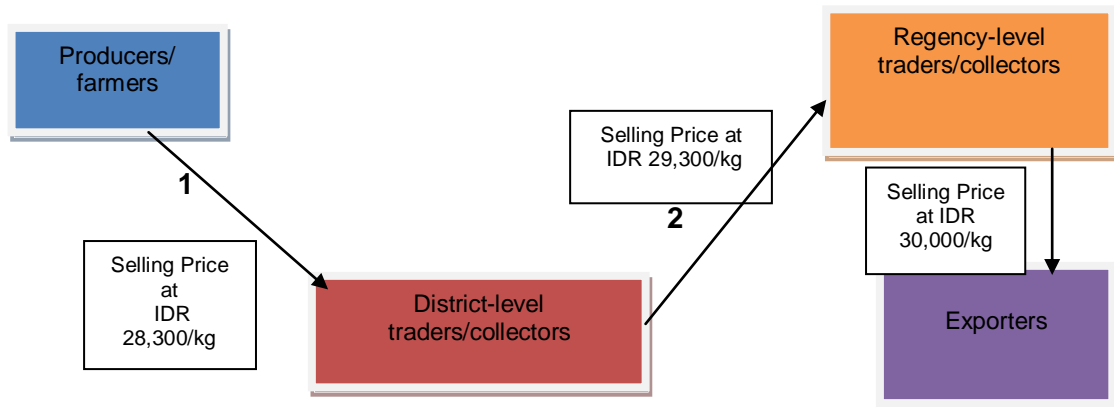 Producers/
farmers
1
Selling Price
at
IDR
28,300/kg
District-level
traders/collectors
Selling Price at
IDR 29,300/kg
2
Regency-level
traders/collectors
Selling Price
at IDR
30,000/kg
Exporters